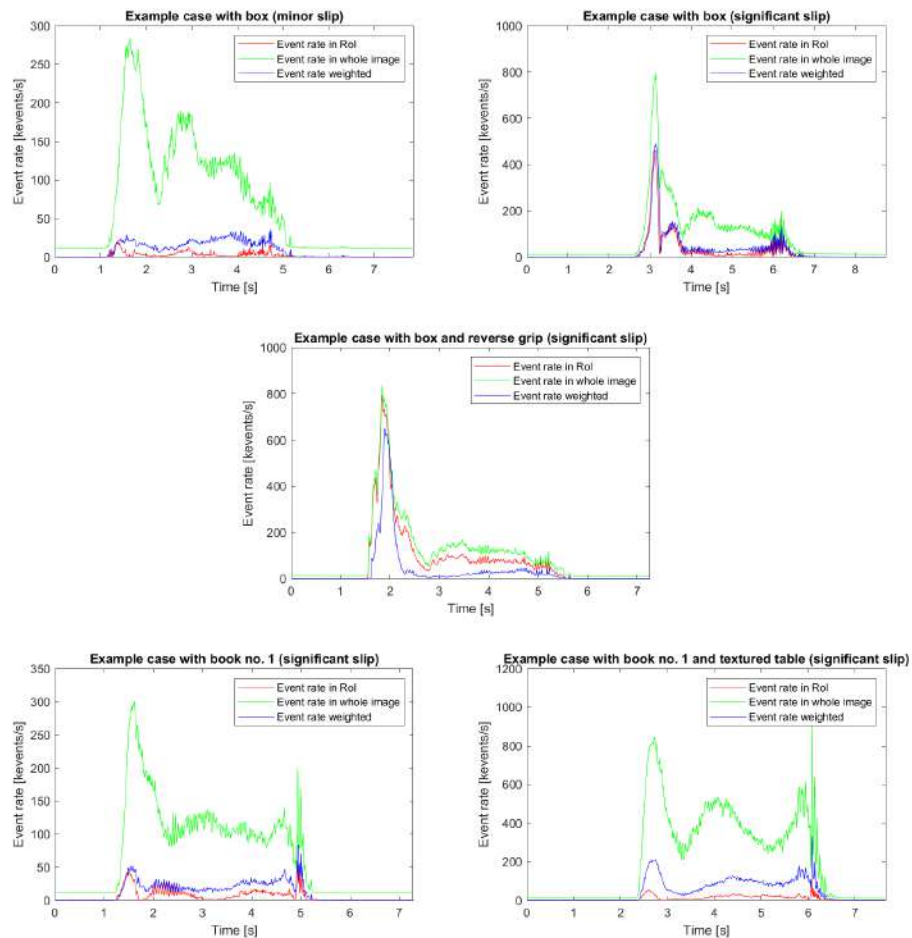 Example case with box (minor slip)
Event rate [kevents/s]
300
250
200
150
100
50
0
Event rate in RoI
Event rate in whole image
Event rate weighted
0 1 2 3 4 5 6 7
Time [s]
Example case with box (significant slip)
Event rate [kevents/s]
1000
800
600
400
200
0
Event rate in RoI
Event rate in whole image
Event rate weighted
0 1 2 3 4 5 6 7 8
Time [s]
Example case with box and reverse grip (significant slip)
Event rate [kevents/s]
1000
800
600
400
200
0
Event rate in RoI
Event rate in whole image
Event rate weighted
0 1 2 3 4 5 6 7
Time [s]
Example case with book no. 1 (significant slip)
Event rate [kevents/s]
350
300
250
200
150
100
50
0
Event rate in RoI
Event rate in whole image
Event rate weighted
0 1 2 3 4 5 6 7
Time [s]
Example case with book no. 1 and textured table (significant slip)
Event rate [kevents/s]
1200
1000
800
600
400
200
0
Event rate in RoI
Event rate in whole image
Event rate weighted
0 1 2 3 4 5 6 7
Time [s]